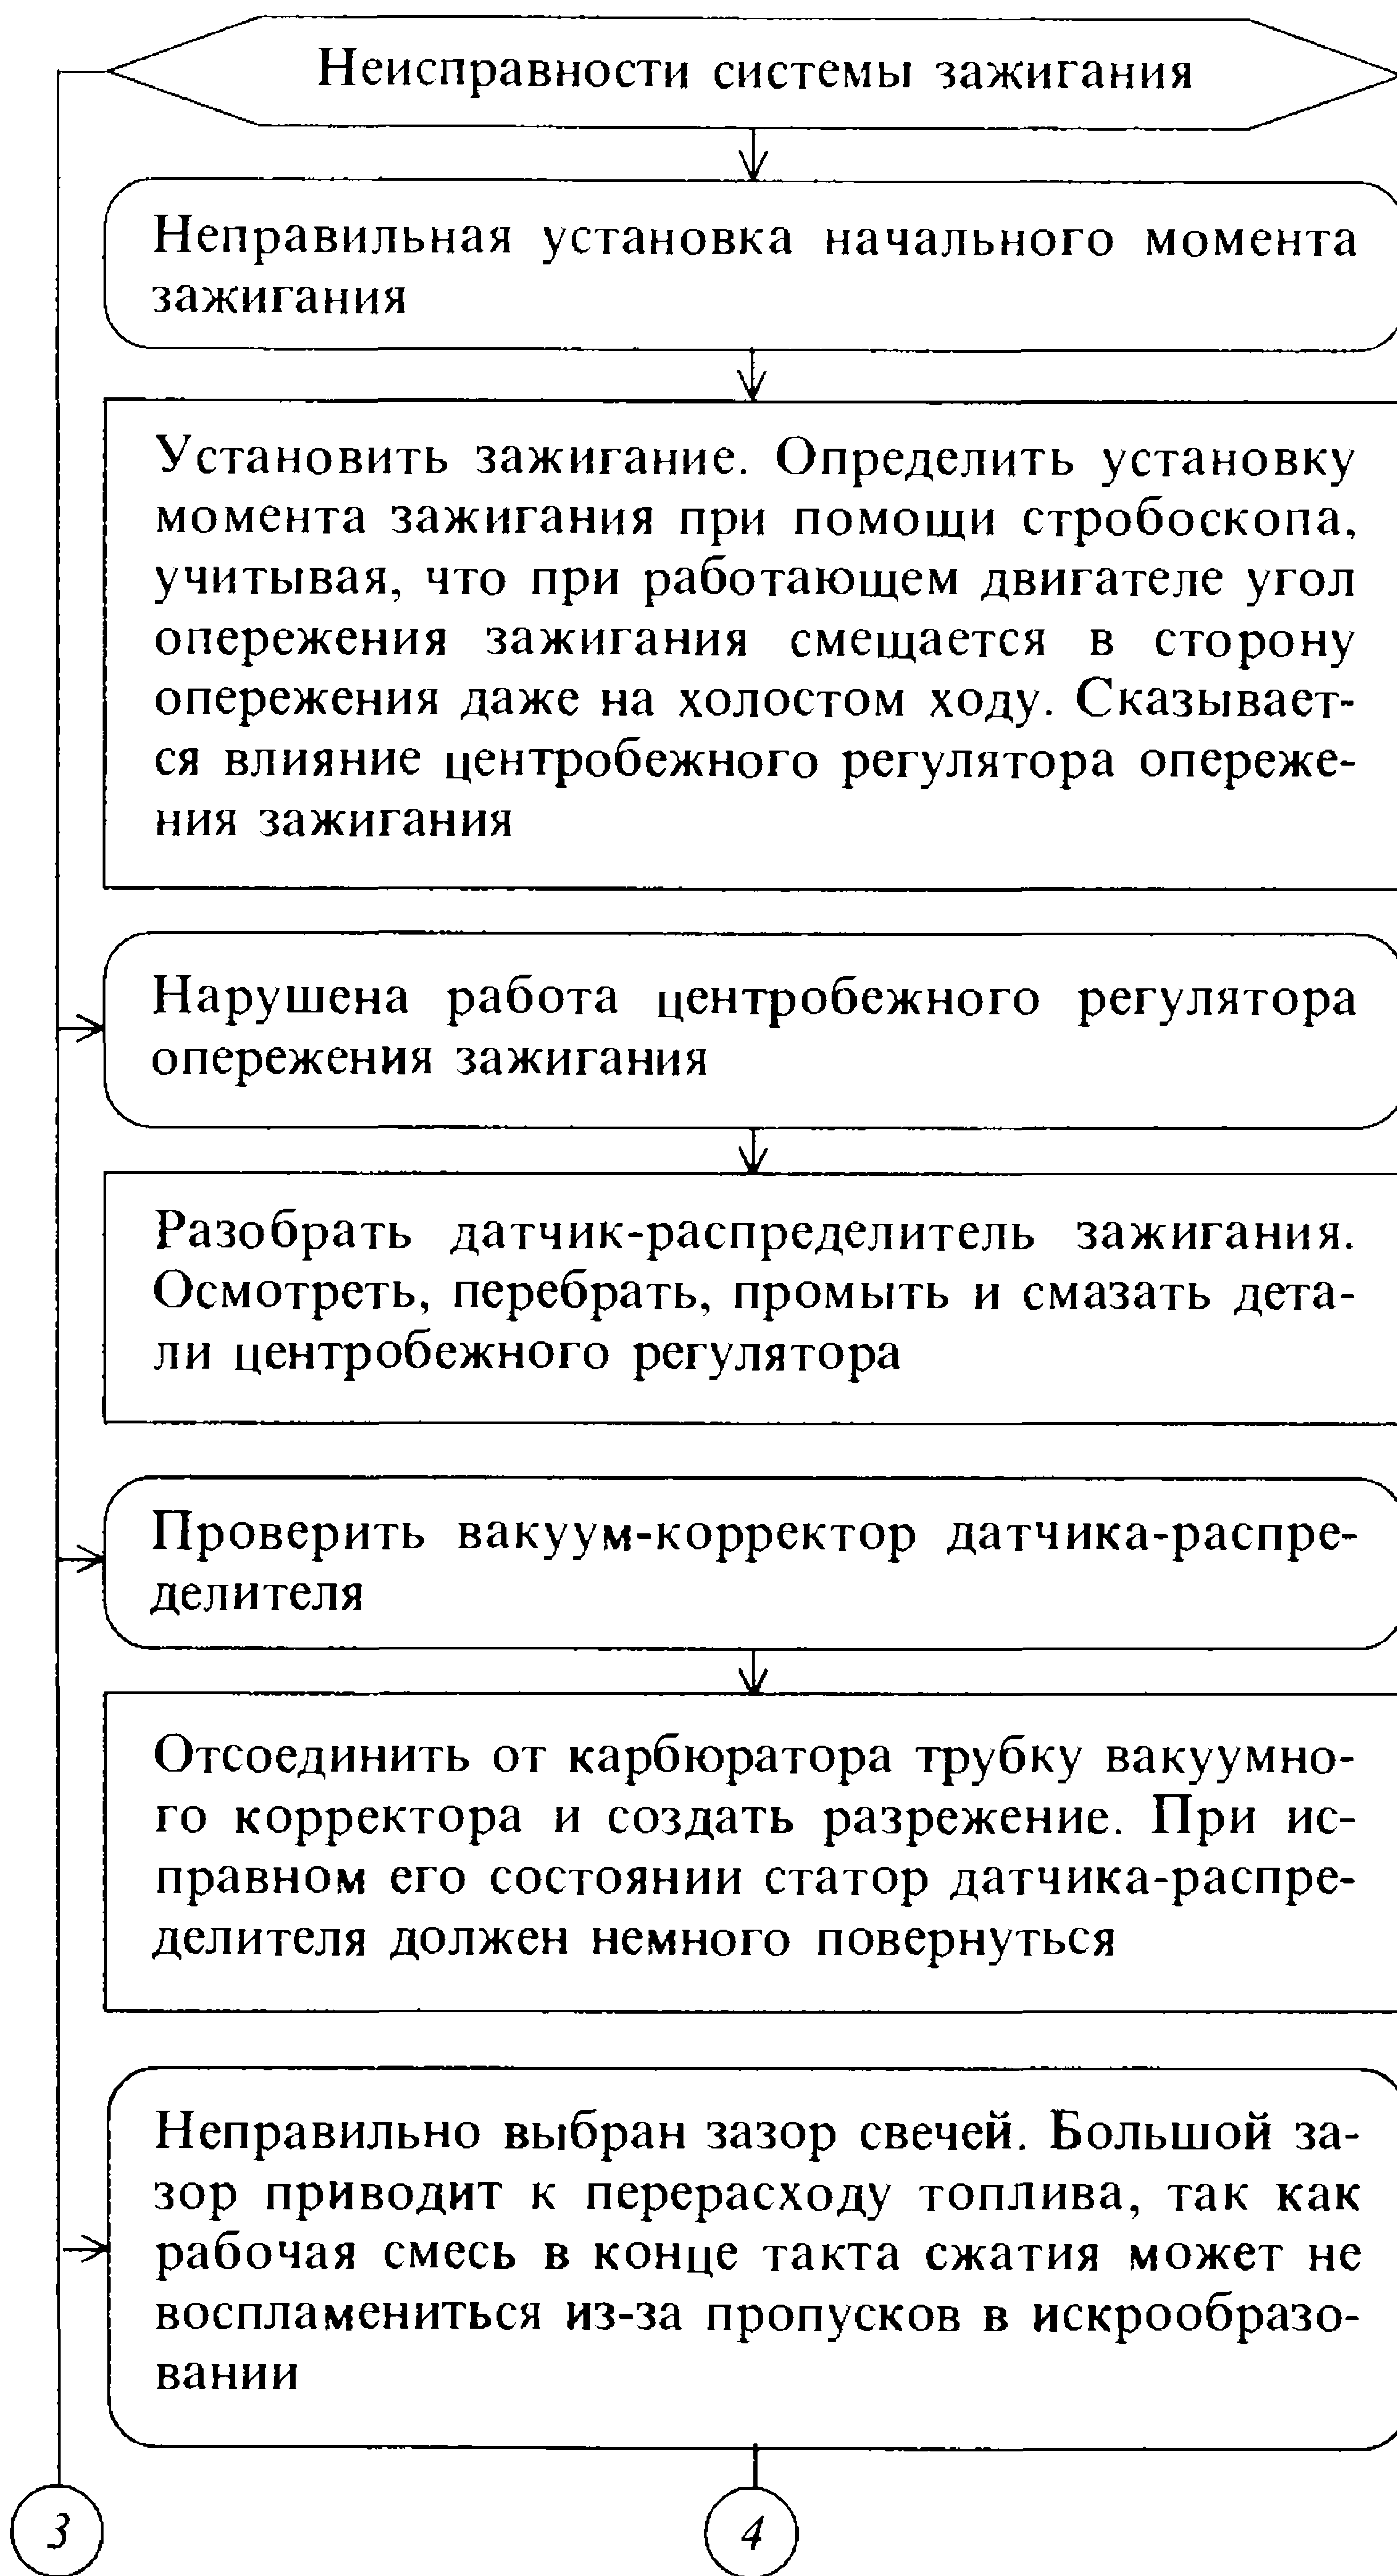 Неисправности системы зажигания
Неправильная установка начального момента
зажигания
Установить зажигание. Определить установку
момента зажигания при помощи стробоскопа,
учитывая, что при работающем двигателе угол
опережения зажигания смещается в сторону
опережения даже на холостом ходу. Сказывает-
ся влияние центробежного регулятора опереже-
ния зажигания
Нарушена работа центробежного регулятора
опережения зажигания
Разобрать датчик-распределитель зажигания.
Осмотреть, перебрать, промыть и смазать дета-
ли центробежного регулятора
Проверить вакуум-корректор датчика-распре-
делителя
Отсоединить от карбюратора трубку вакуумно-
го корректора и создать разрежение. При ис-
правном его состоянии статор датчика-распре-
делителя должен немного повернуться
Неправильно выбран зазор свечей. Большой за-
зор приводит к перерасходу топлива, так как
рабочая смесь в конце такта сжатия может не
воспламениться из-за пропусков в искрообразо-
вании
3
4